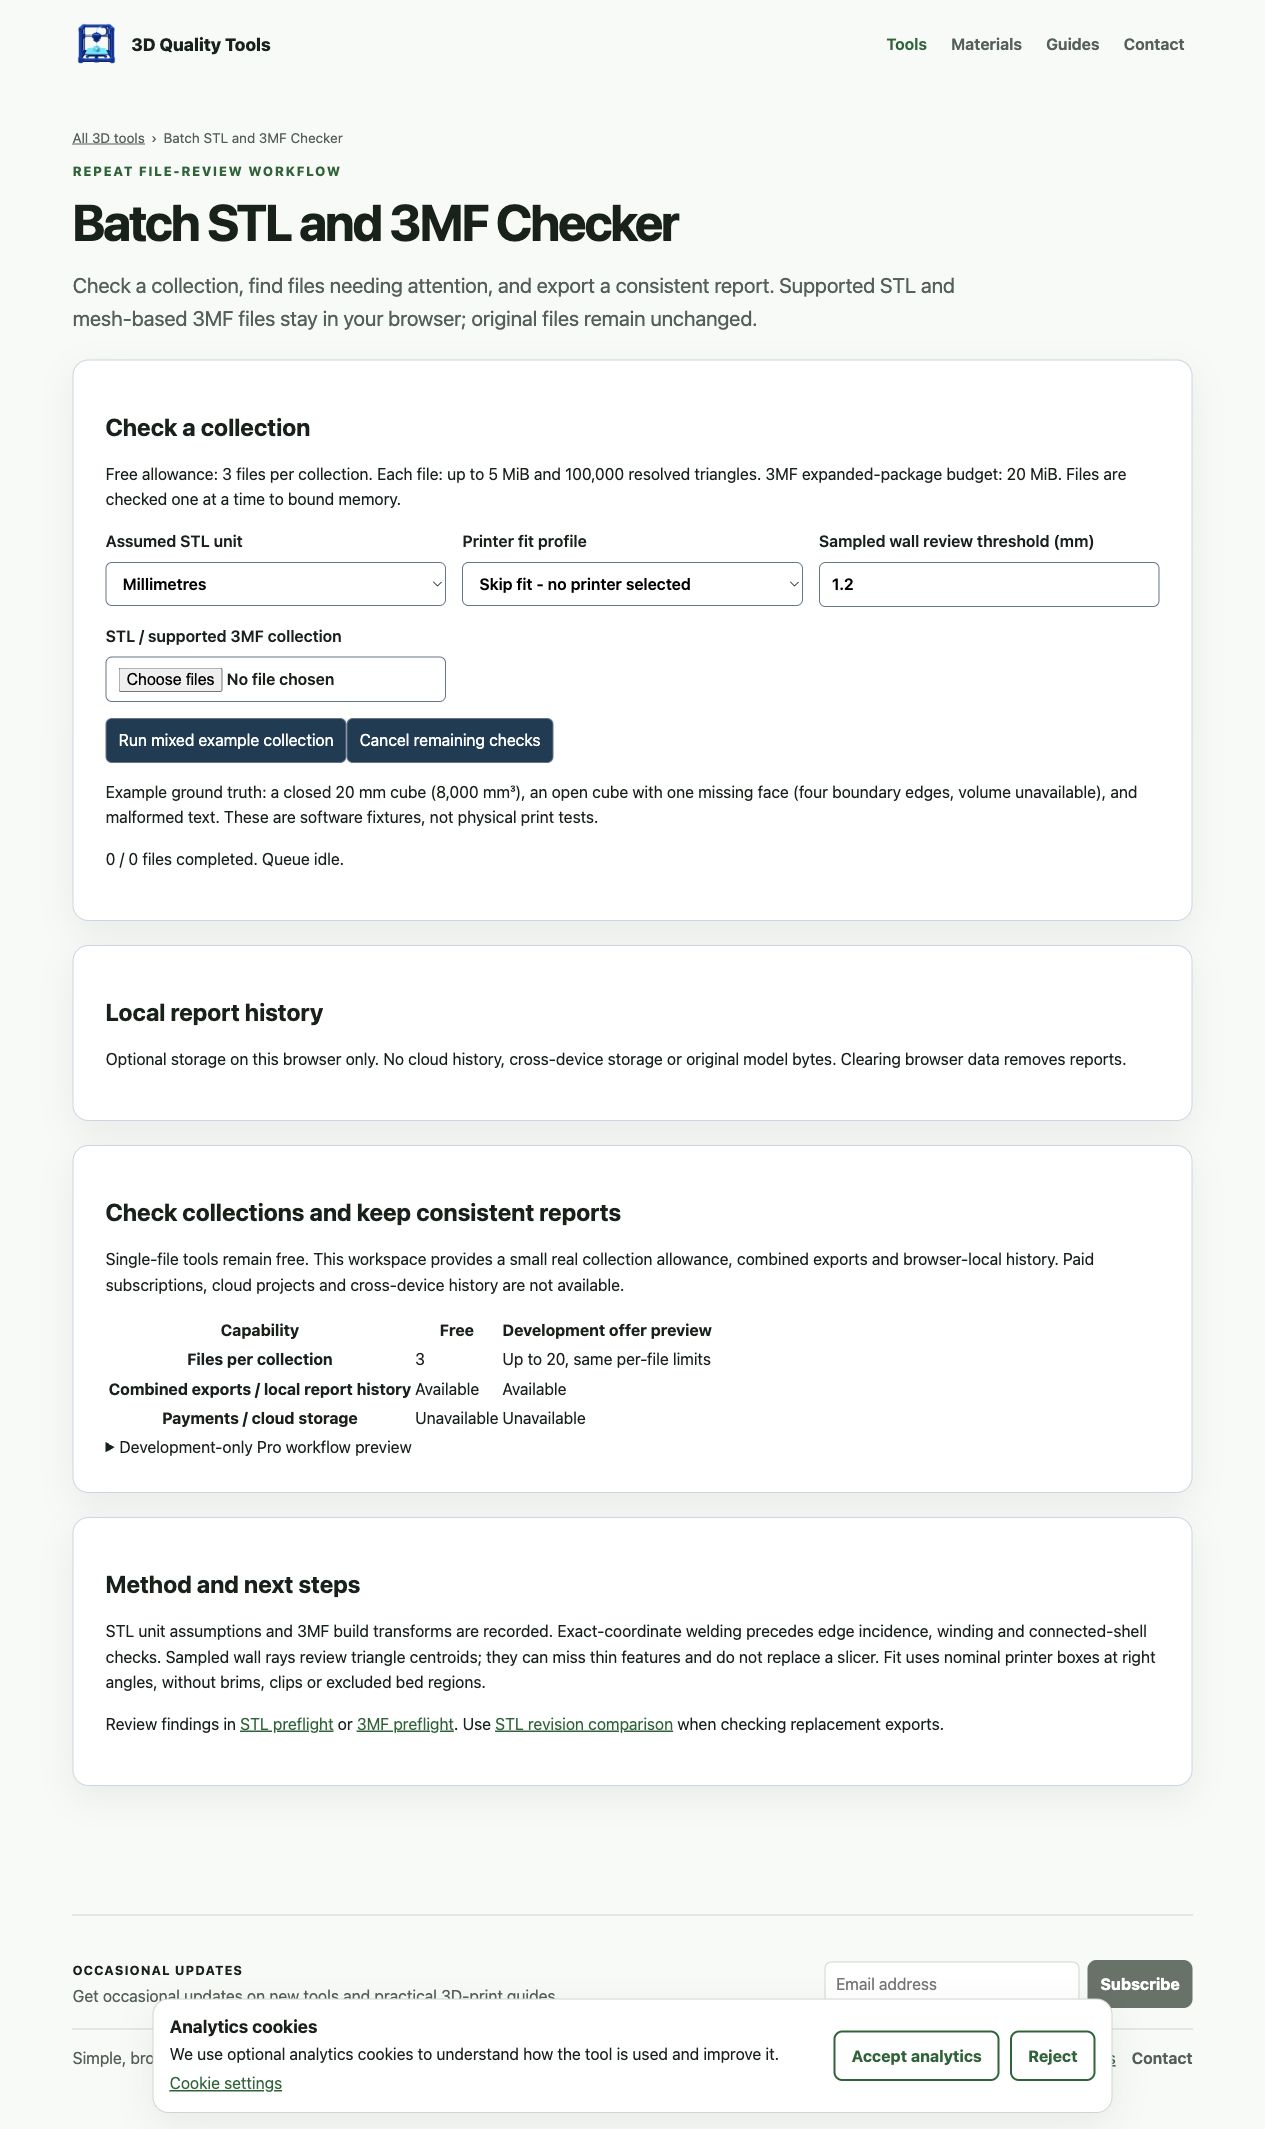 3D Quality Tools
Tools Materials Guides Contact
All 3D tools › Batch STL and 3MF Checker
REPEAT FILE-REVIEW WORKFLOW
Batch STL and 3MF Checker
Check a collection, find files needing attention, and export a consistent report. Supported STL and
mesh-based 3MF files stay in your browser; original files remain unchanged.
Check a collection
Free allowance: 3 files per collection. Each file: up to 5 MiB and 100,000 resolved triangles. 3MF expanded-package budget: 20 MiB. Files are
checked one at a time to bound memory.
Assumed STL unit Printer fit profile Sampled wall review threshold (mm)
Millimetres Skip fit - no printer selected 1.2
STL / supported 3MF collection
Choose files No file chosen
Run mixed example collection Cancel remaining checks
Example ground truth: a closed 20 mm cube (8,000 mm³), an open cube with one missing face (four boundary edges, volume unavailable), and
malformed text. These are software fixtures, not physical print tests.
0 / 0 files completed. Queue idle.
Local report history
Optional storage on this browser only. No cloud history, cross-device storage or original model bytes. Clearing browser data removes reports.
Check collections and keep consistent reports
Single-file tools remain free. This workspace provides a small real collection allowance, combined exports and browser-local history. Paid
subscriptions, cloud projects and cross-device history are not available.
Capability Free Development offer preview
Files per collection 3 Up to 20, same per-file limits
Combined exports / local report history Available Available
Payments / cloud storage Unavailable Unavailable
Development-only Pro workflow preview
Method and next steps
STL unit assumptions and 3MF build transforms are recorded. Exact-coordinate welding precedes edge incidence, winding and connected-shell
checks. Sampled wall rays review triangle centroids; they can miss thin features and do not replace a slicer. Fit uses nominal printer boxes at right
angles, without brims, clips or excluded bed regions.
Review findings in STL preflight or 3MF preflight. Use STL revision comparison when checking replacement exports.
OCCASIONAL UPDATES
Get occasional updates on new tools and practical 3D-print guides.
Email address Subscribe
Analytics cookies
We use optional analytics cookies to understand how the tool is used and improve it.
Cookie settings
Accept analytics Reject
Simple, Contact